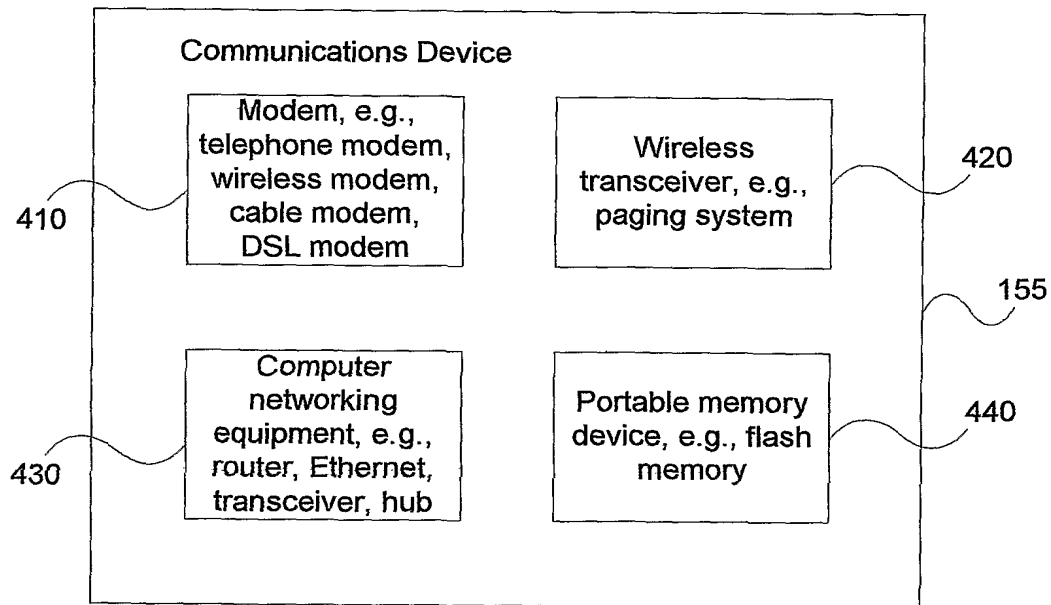 Communications Device
Modem, e.g.,
telephone modem,
wireless modem,
cable modem,
DSL modem
410
Wireless
transceiver, e.g.,
paging system
420
155
Computer
networking
equipment, e.g.,
router, Ethernet,
transceiver, hub
430
Portable memory
device, e.g., flash
memory
440